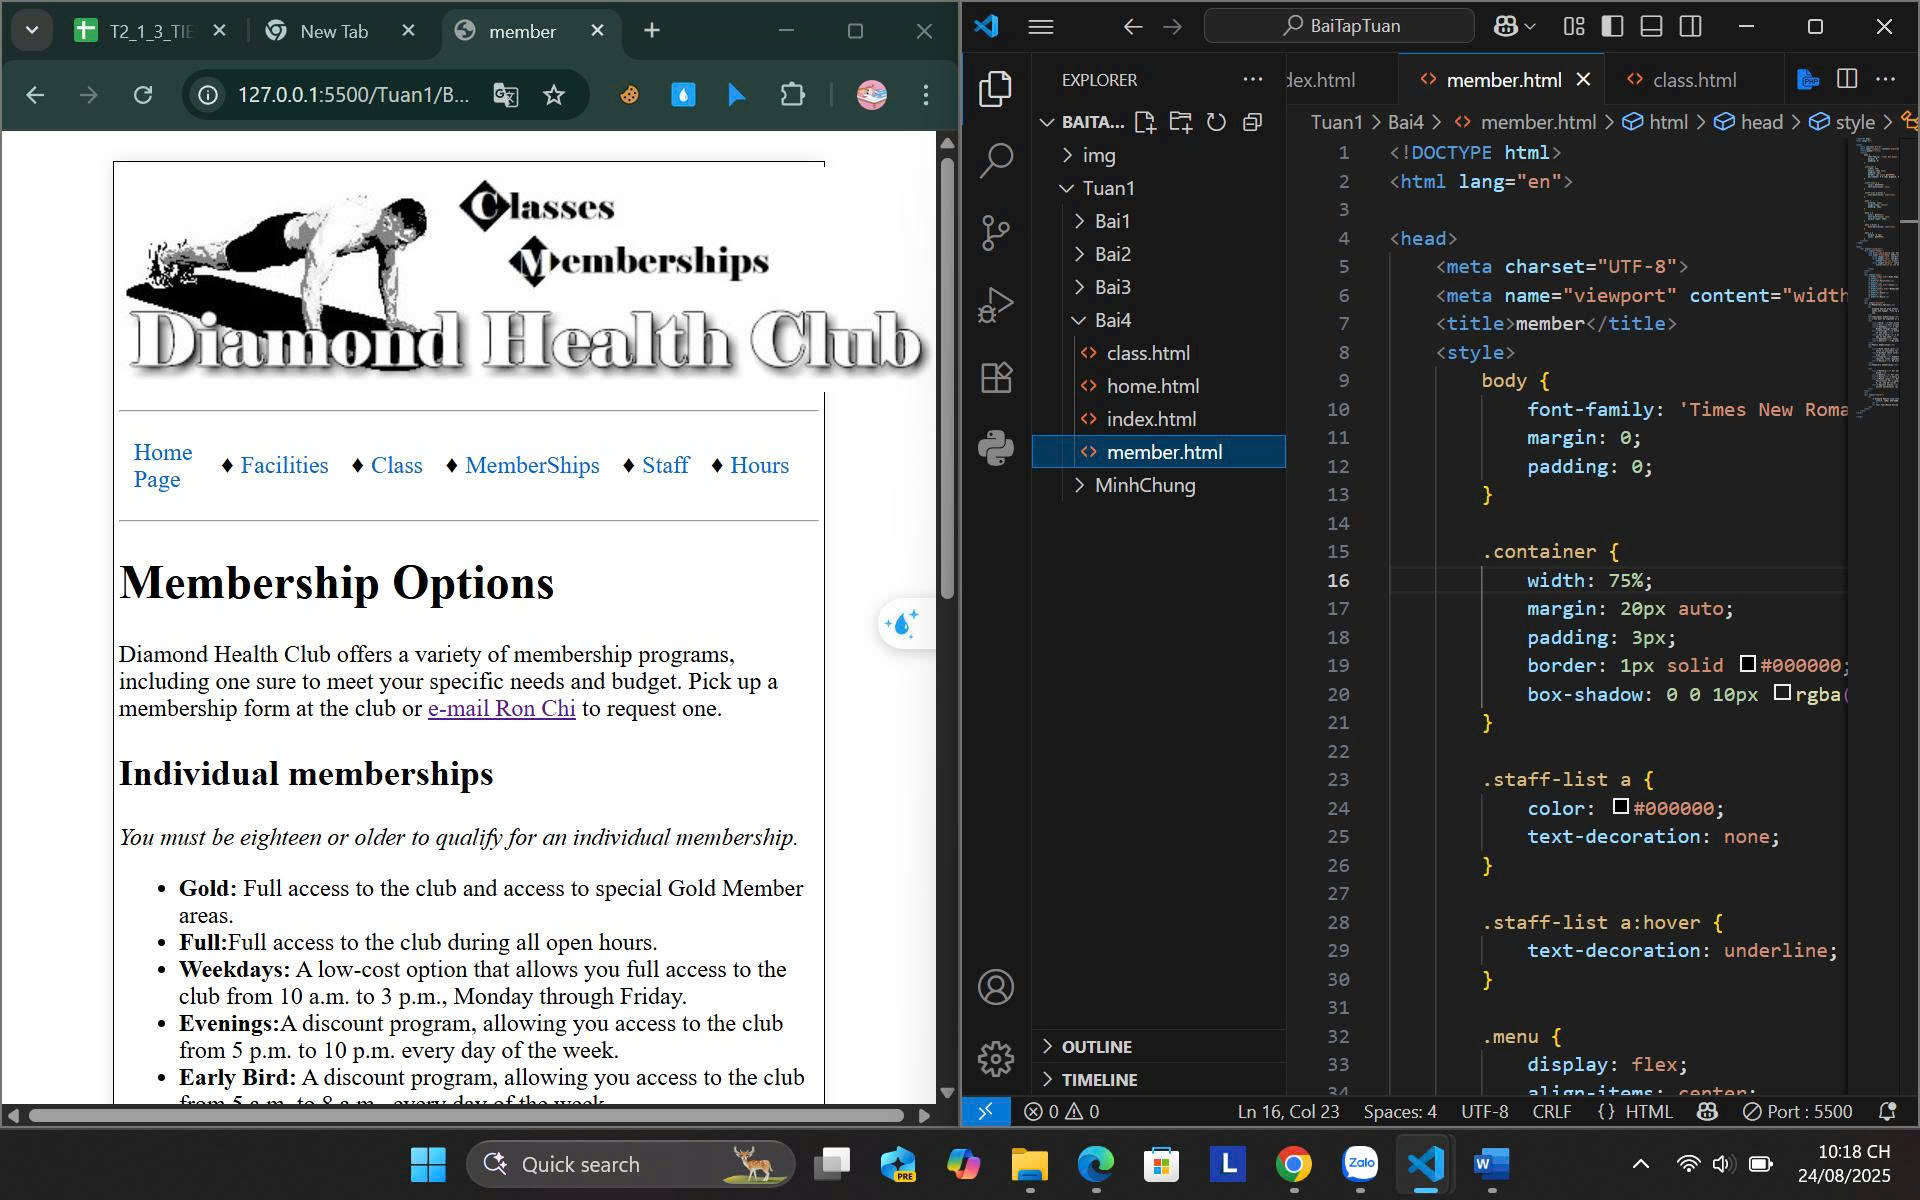 T2_1_3_TIE
New Tab
member
127.0.0.1:5500/Tuan1/B...
Classes
Memberships
Diamond Health Club
Home Page
♦ Facilities
♦ Class
♦ MemberShips
♦ Staff
♦ Hours
Membership Options
Diamond Health Club offers a variety of membership programs,
including one sure to meet your specific needs and budget. Pick up a
membership form at the club or e-mail Ron Chi to request one.
Individual memberships
You must be eighteen or older to qualify for an individual membership.
• Gold: Full access to the club and access to special Gold Member
areas.
• Full:Full access to the club during all open hours.
• Weekdays: A low-cost option that allows you full access to the
club from 10 a.m. to 3 p.m., Monday through Friday.
• Evenings:A discount program, allowing you access to the club
from 5 p.m. to 10 p.m. every day of the week.
• Early Bird: A discount program, allowing you access to the club
from 5 a.m. to 8 a.m. every day of the week.
BaiTapTuan
EXPLORER
BAITA...
img
Tuan1
Bai1
Bai2
Bai3
Bai4
class.html
home.html
index.html
member.html
MinhChung
OUTLINE
TIMELINE
dex.html
member.html
class.html
Tuan1 > Bai4 > member.html > html > head > style >
1 <!DOCTYPE html>
2 <html lang="en">
3
4 <head>
5 <meta charset="UTF-8">
6 <meta name="viewport" content="width
7 <title>member</title>
8 <style>
9 body {
10 font-family: 'Times New Roma
11 margin: 0;
12 padding: 0;
13 }
14
15 .container {
16 width: 75%;
17 margin: 20px auto;
18 padding: 3px;
19 border: 1px solid #000000;
20 box-shadow: 0 0 10px rgba(
21 }
22
23 .staff-list a {
24 color: #000000;
25 text-decoration: none;
26 }
27
28 .staff-list a:hover {
29 text-decoration: underline;
30 }
31
32 .menu {
33 display: flex;
34 align-items: center;
0 0
Ln 16, Col 23
Spaces: 4
UTF-8
CRLF
{ } HTML
Port : 5500
Quick search
PRE
L
Zalo
W
10:18 CH
24/08/2025